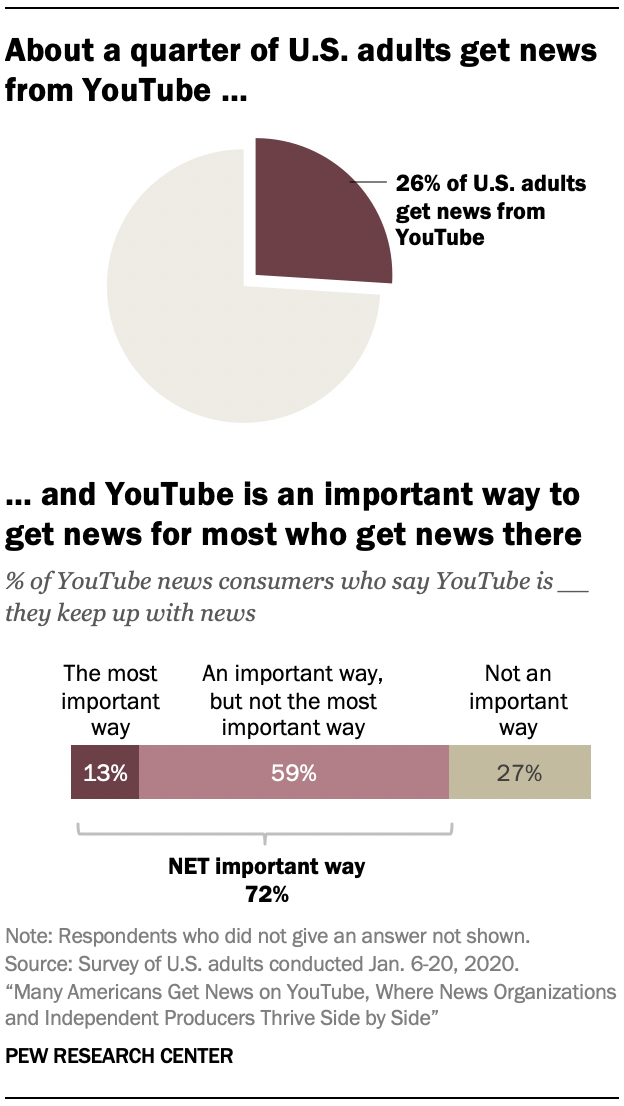 About a quarter of U.S. adults get news
from YouTube ...
26% of U.S. adults
get news from
YouTube
... and YouTube is an important way to
get news for most who get news there
% of YouTube news consumers who say YouTube is __
they keep up with news
The most
important
way
An important way,
but not the most
important way
Not an
important
way
13%
59%
27%
NET important way
72%
Note: Respondents who did not give an answer not shown.
Source: Survey of U.S. adults conducted Jan. 6-20, 2020.
“Many Americans Get News on YouTube, Where News Organizations
and Independent Producers Thrive Side by Side”
PEW RESEARCH CENTER